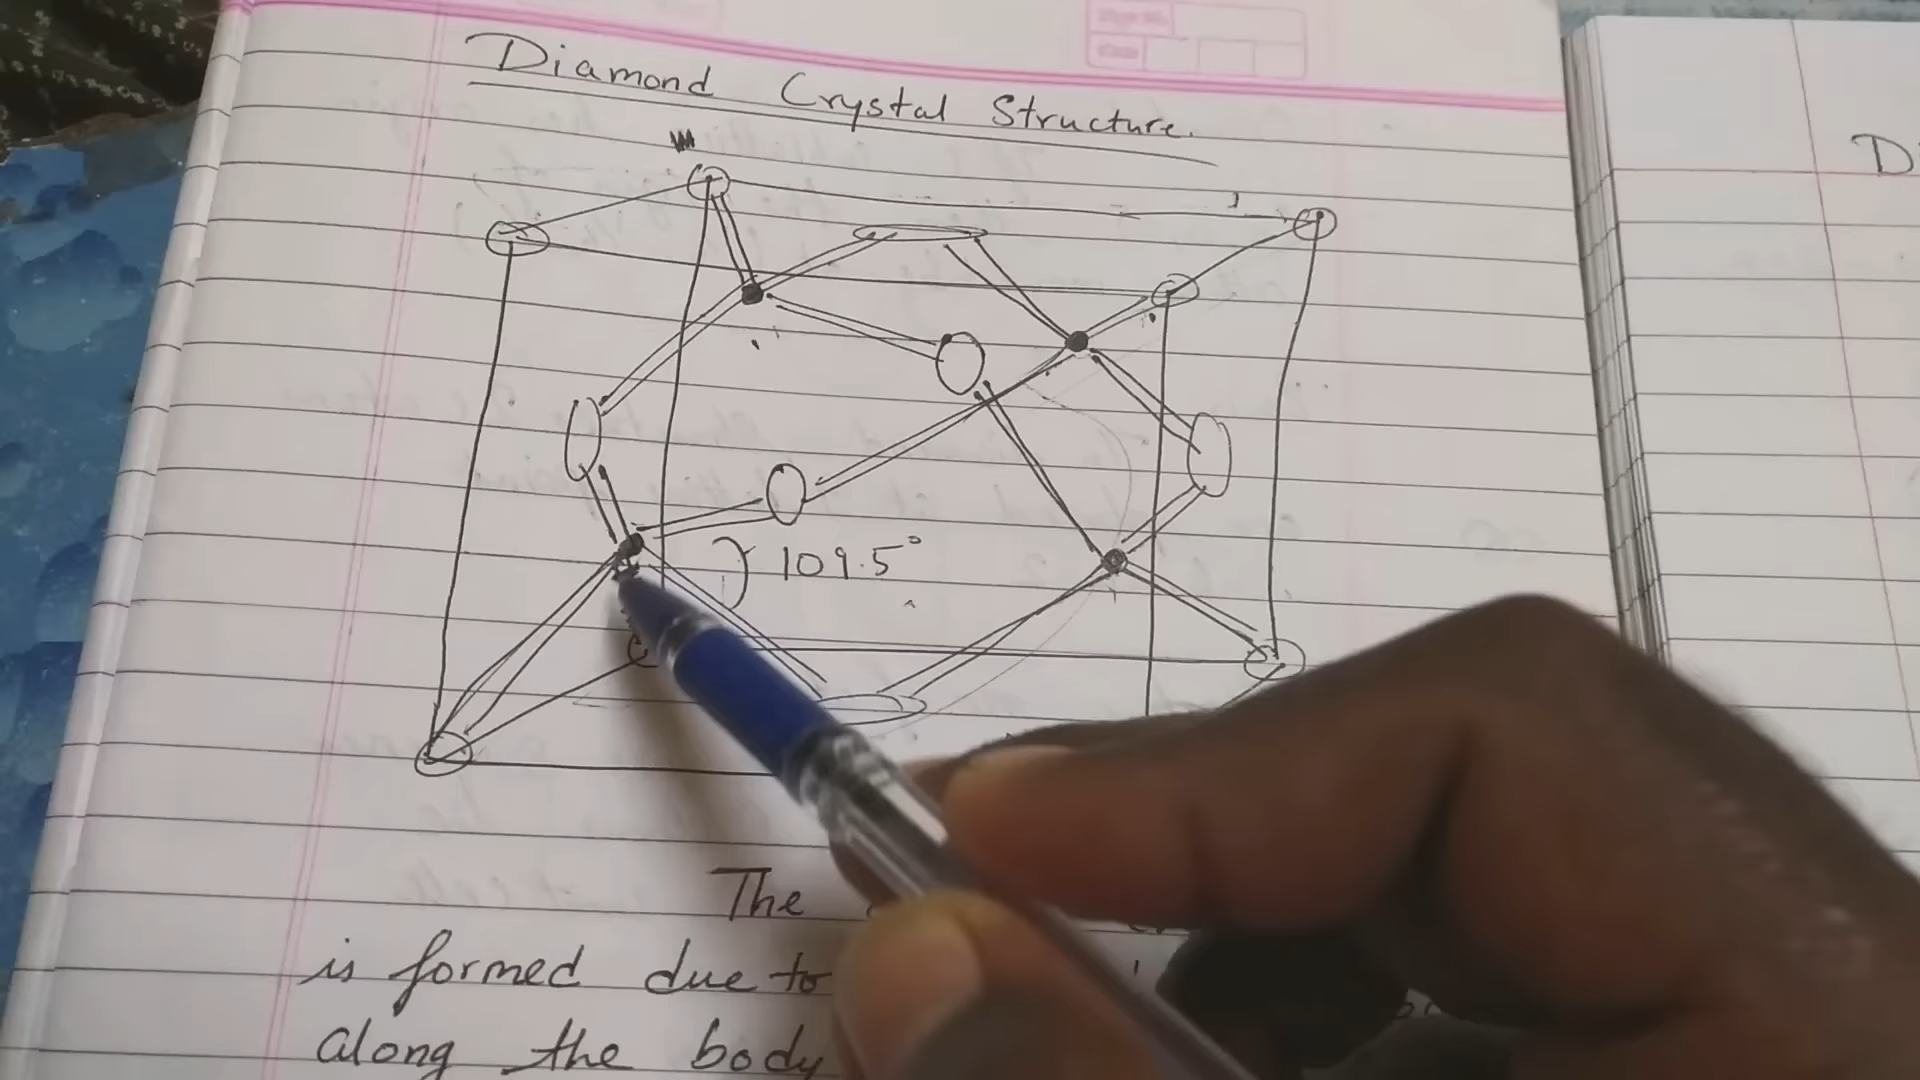 Diamond Crystal Structure.
109.5°
The
is formed due to
along the body
D